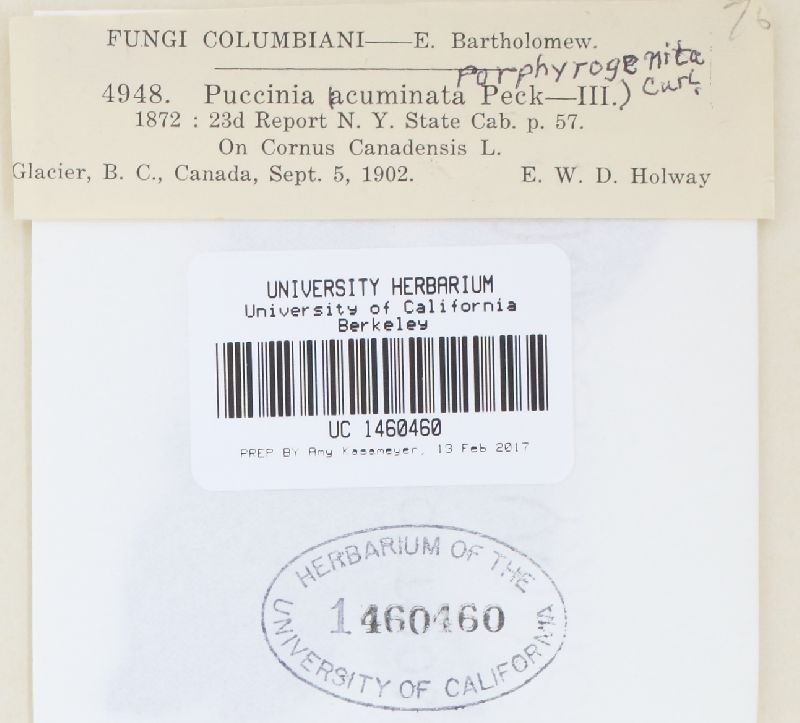 76
FUNGI COLUMBIANI——E. Bartholomew.
porphyrogenita
4948. Puccinia (acuminata Peck—III.) Curt.
1872 : 23d Report N. Y. State Cab. p. 57.
On Cornus Canadensis L.
Glacier, B. C., Canada, Sept. 5, 1902. E. W. D. Holway
UNIVERSITY HERBARIUM
University of California
Berkeley
UC 1460460
PREP BY Amy Kasameyer, 13 Feb 2017
HERBARIUM OF THE
1460460
UNIVERSITY OF CALIFORNIA